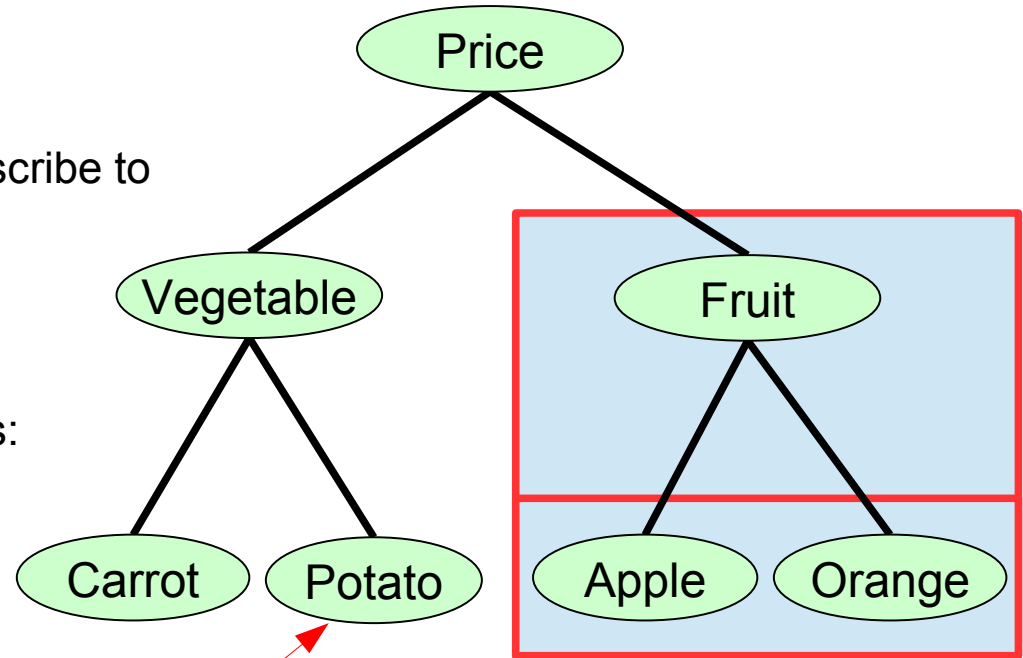 Price
scribe to
Vegetable
Fruit
s:
Carrot
Potato
Apple
Orange